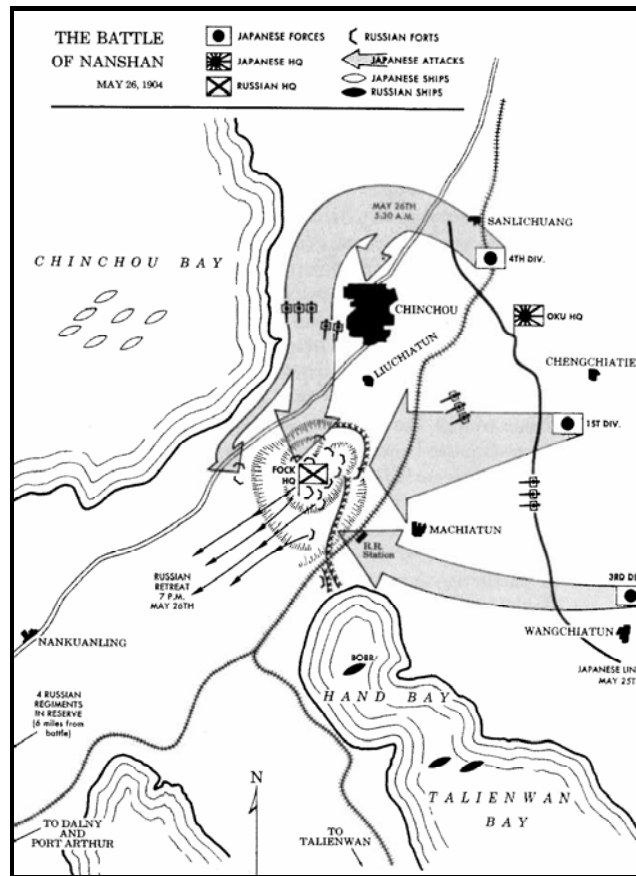 THE BATTLE
OF NANSHAN
MAY 26, 1904
JAPANESE FORCES
JAPANESE HQ
RUSSIAN HQ
RUSSIAN FORTS
JAPANESE ATTACKS
JAPANESE SHIPS
RUSSIAN SHIPS
MAY 26TH
5:30 A.M.
SANLICHUANG
4TH DIV.
CHINCHOU BAY
CHINCHOU
OKU HQ
LIUCHIATUN
CHENGCHIATIE
1ST DIV.
FOCK
HQ
MACHIATUN
R.R.
Station
RUSSIAN
RETREAT
7 P.M.
MAY 26TH
3RD DI
WANGCHIATUN
NANKUANLING
BOBR
JAPANESE LIN
MAY 25T
HAND BAY
4 RUSSIAN
REGIMENTS
IN RESERVE
(6 miles from
battle)
N
TALIENWAN
BAY
TO DALNY
AND
PORT ARTHUR
TO
TALIENWAN